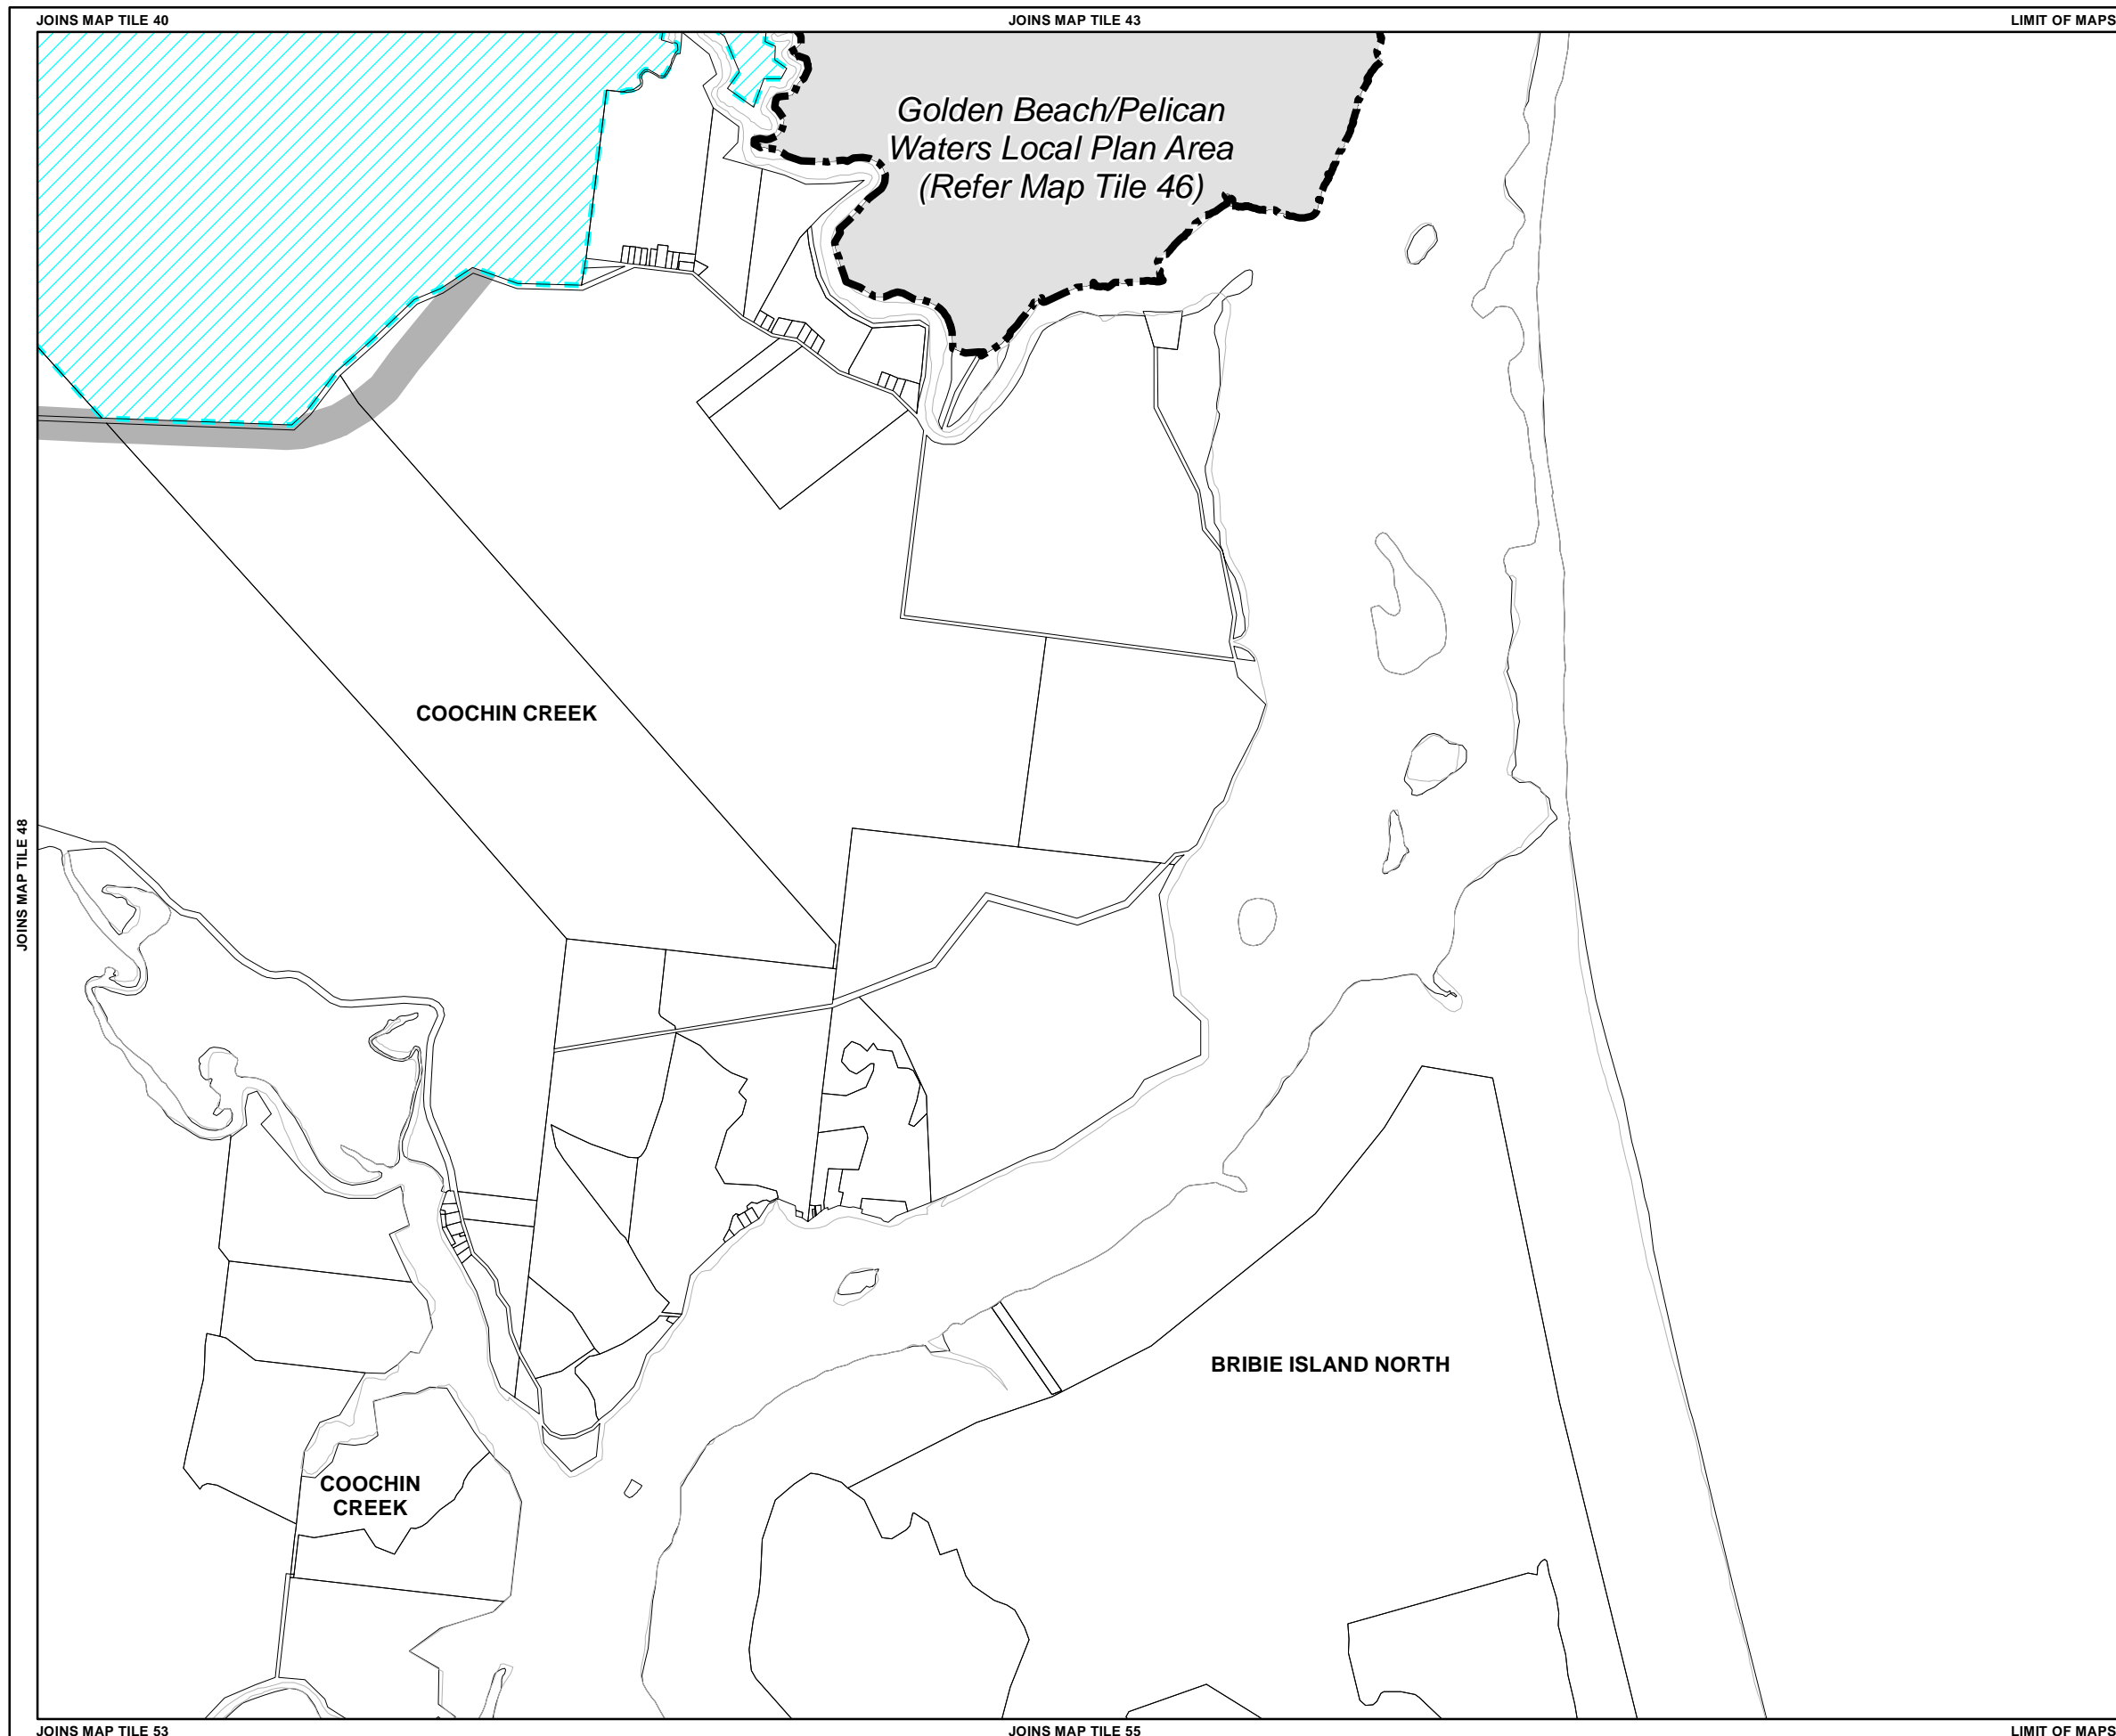 JOINS MAP TILE 40
JOINS MAP TILE 43
LIMIT OF MAPS
Golden Beach/Pelican
Waters Local Plan Area
(Refer Map Tile 46)
COOCHIN CREEK
JOINS MAP TILE 48
BRIBIE ISLAND NORTH
COOCHIN
CREEK
JOINS MAP TILE 53
JOINS MAP TILE 55
LIMIT OF MAPS